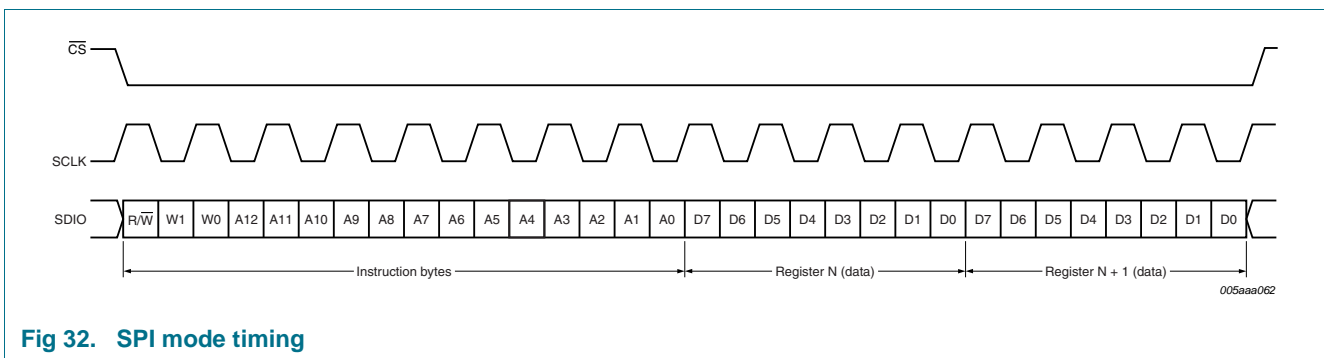 CS
SCLK
SDIO R/W W1 W0 A12 A11 A10 A9 A8 A7 A6 A5 A4 A3 A2 A1 A0 D7 D6 D5 D4 D3 D2 D1 D0 D7 D6 D5 D4 D3 D2 D1 D0
Instruction bytes Register N (data) Register N + 1 (data)
005aaa062
Fig 32. SPI mode timing